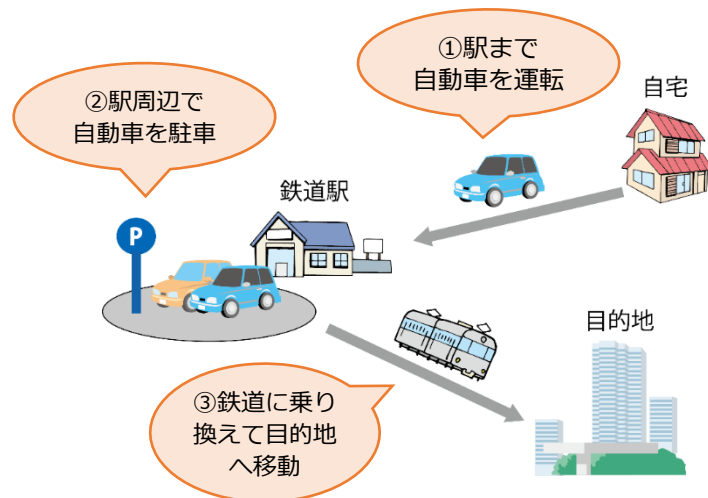 ①駅まで
自動車を運転
自宅
②駅周辺で
自動車を駐車
鉄道駅
P
目的地
③鉄道に乗り
換えて目的地
へ移動